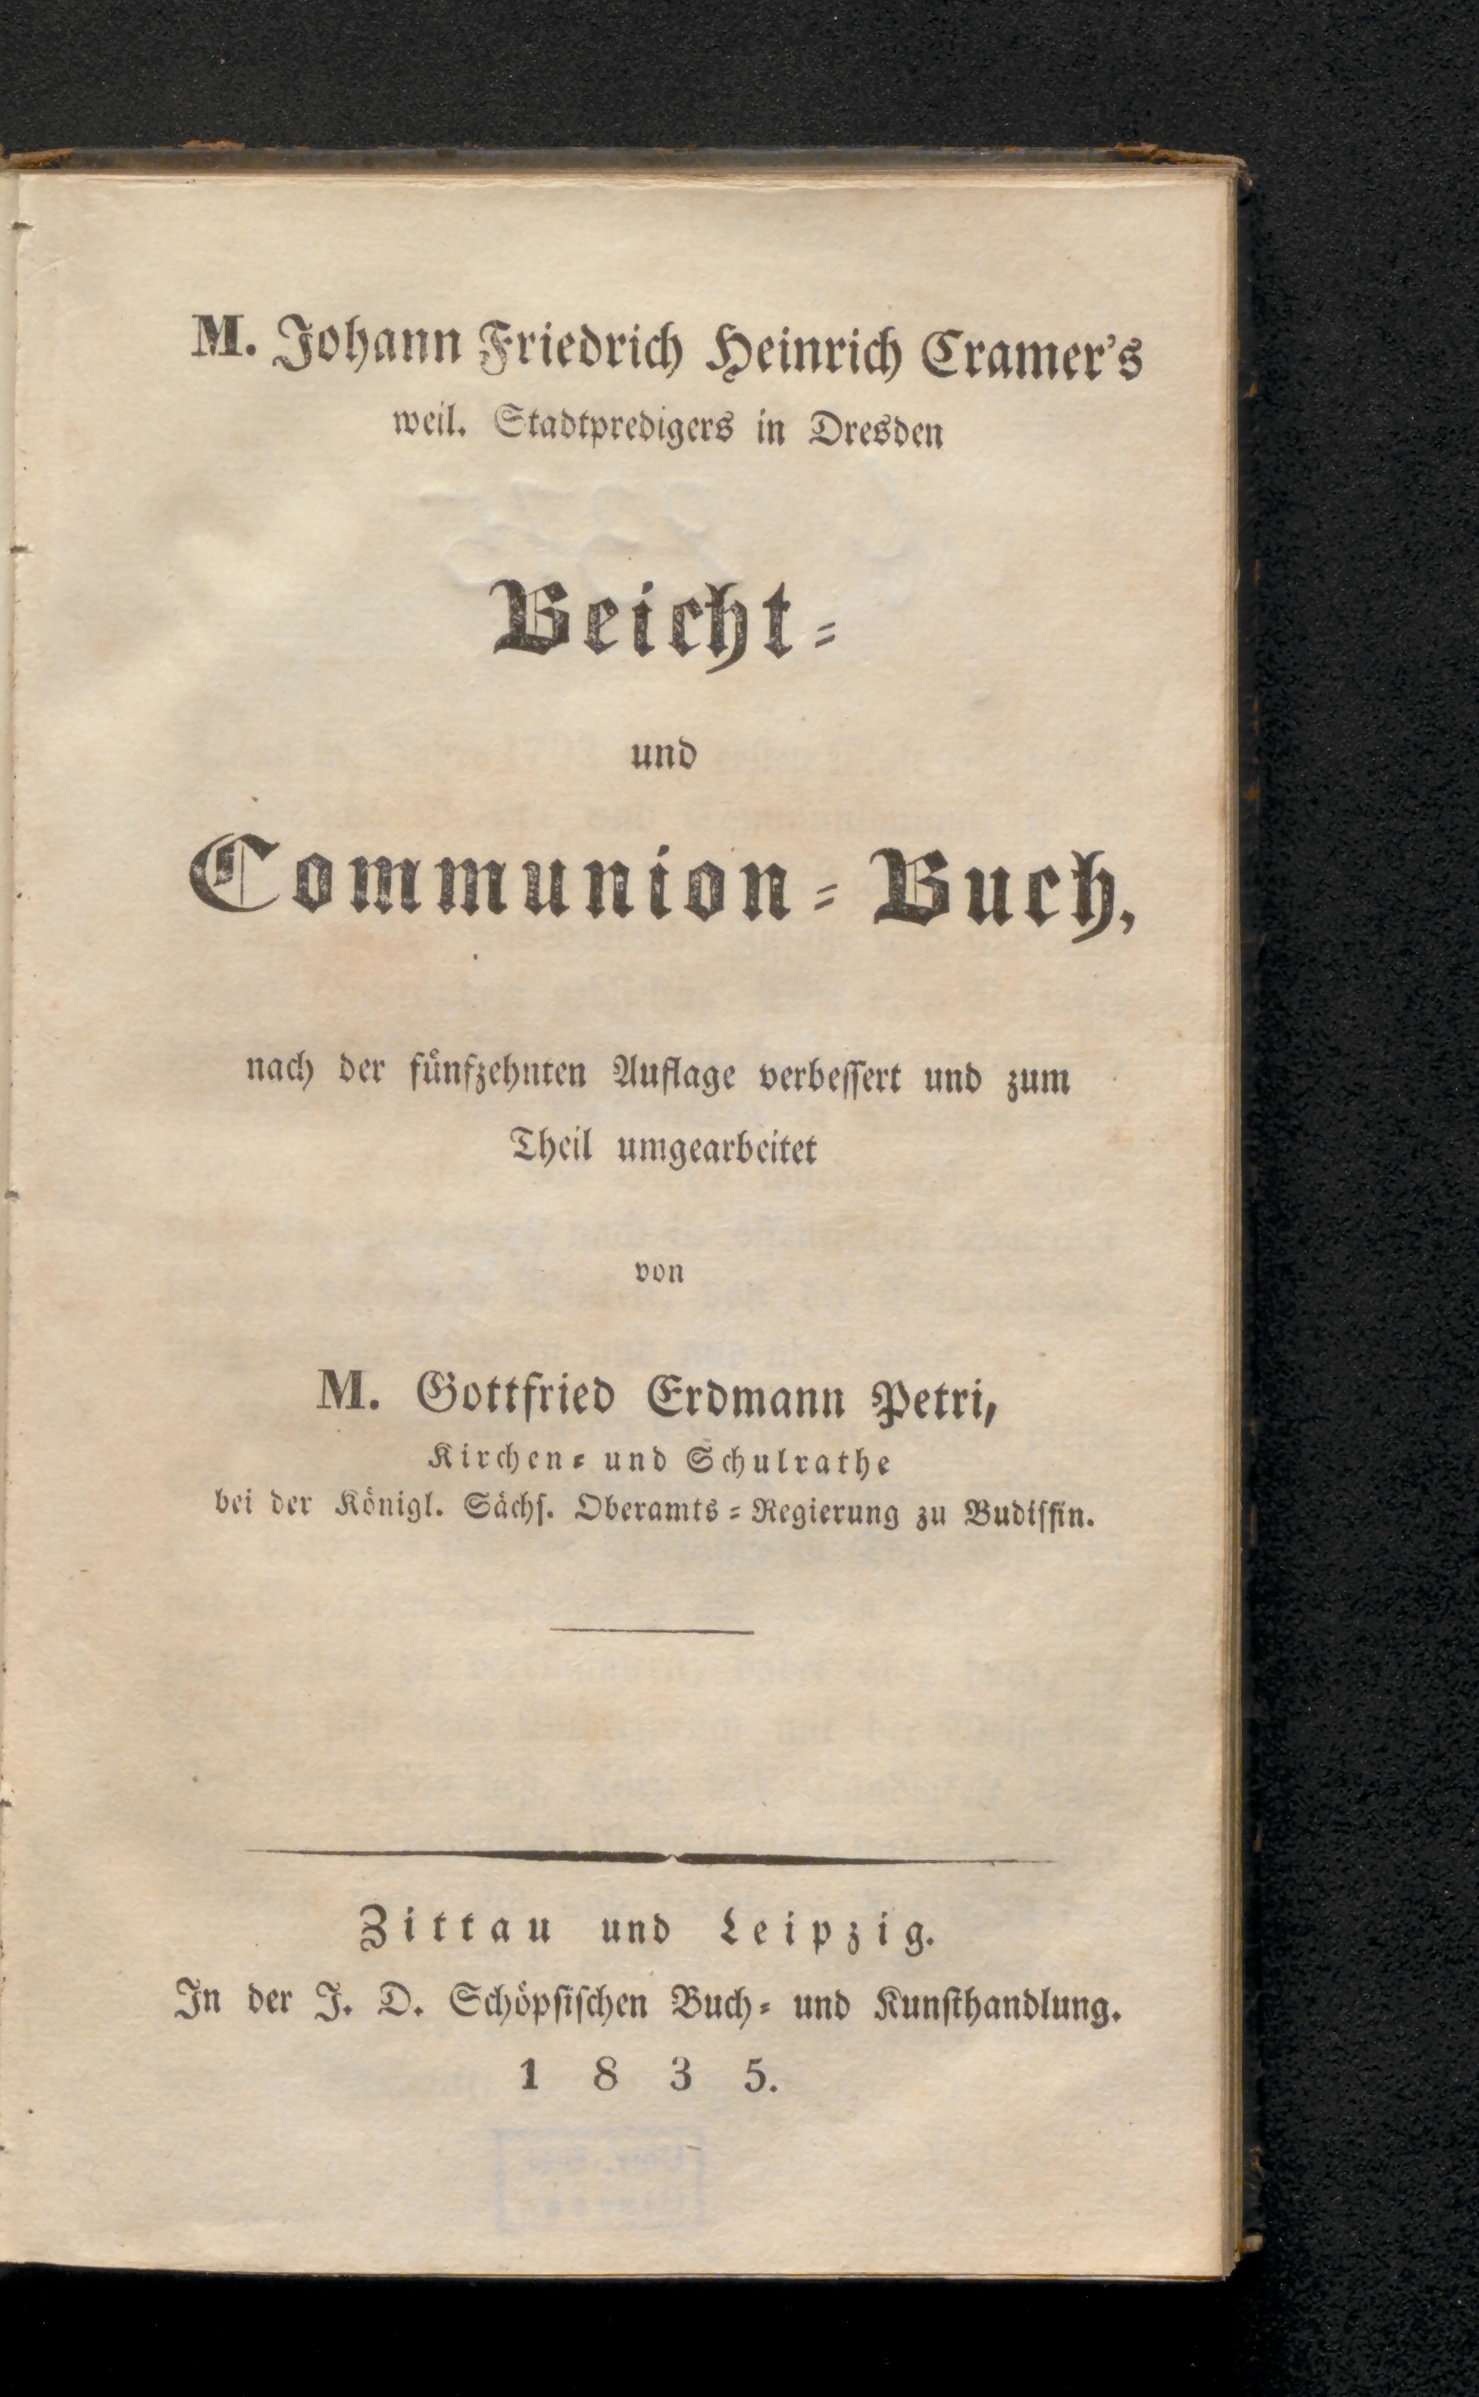 M. Johann Friedrich Heinrich Cramer's
weil. Stadtpredigers in Dresden
Beicht-
und
Communion-Buch,
nach der fuͤnfzehnten Auflage verbessert und zum
Theil umgearbeitet
von
M. Gottfried Erdmann Petri,
Kirchen- und Schulrathe
bei der Königl. Sächs. Oberamts-Regierung zu Budissin.
Zittau und Leipzig.
In der J. D. Schöpsischen Buch- und Kunsthandlung.
1835.